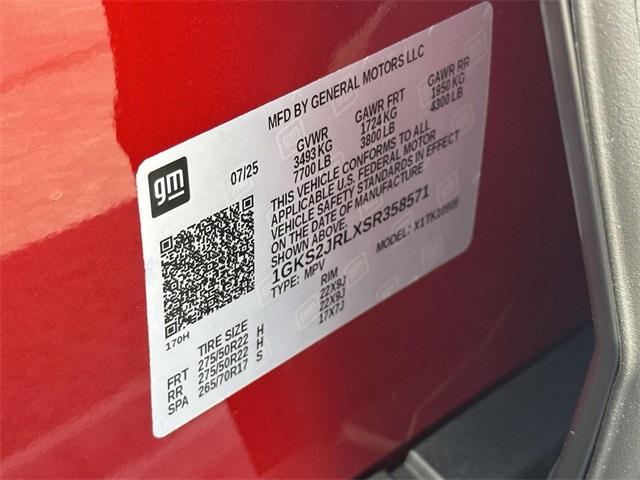 MFD BY GENERAL MOTORS LLC
gm
07/25
GVWR GAWR FRT GAWR RR
3493 KG 1724 KG 1950 KG
7700 LB 3800 LB 4300 LB
THIS VEHICLE CONFORMS TO ALL
APPLICABLE U.S. FEDERAL MOTOR
VEHICLE SAFETY STANDARDS IN EFFECT
ON THE DATE OF MANUFACTURE
SHOWN ABOVE.
1GKS2JRLXSR358571
TYPE: MPV MODEL: X1TK10906
170H
TIRE SIZE RIM
FRT 275/50R22 H 22X9J
RR 275/50R22 H 22X9J
SPA 265/70R17 S 17X7J